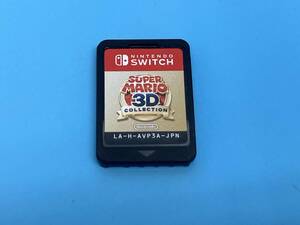 NINTENDO
SWITCH
SUPER
MARIO
3D
COLLECTION
LA-H-AVP3A-JPN